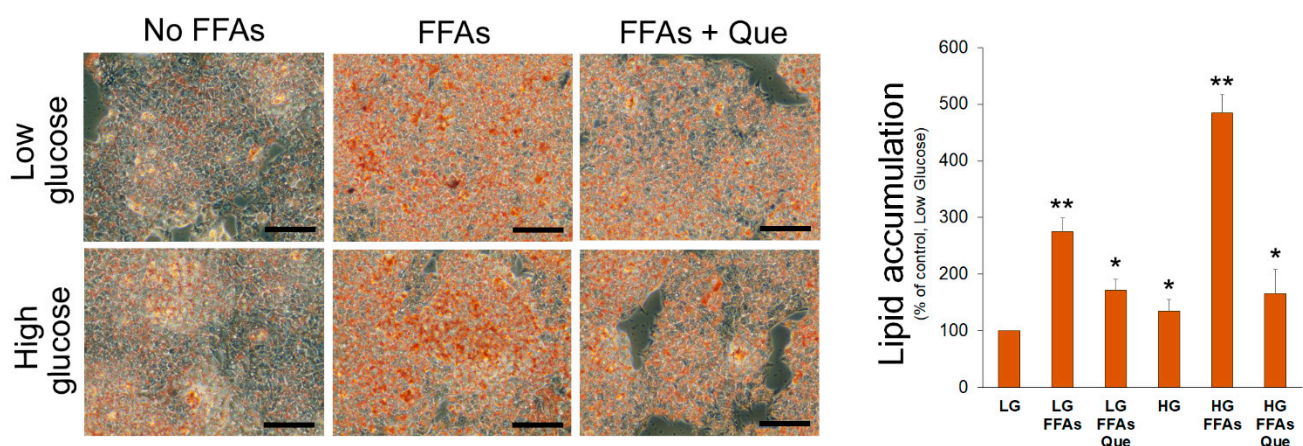 No FFAs
FFAs
FFAs + Que
Low
glucose
High
glucose
Lipid accumulation
(% of control, Low Glucose)
600
500
400
300
200
100
0
**
*
*
**
*
LG
LG
FFAs
LG
FFAs
Que
HG
HG
FFAs
HG
FFAs
Que